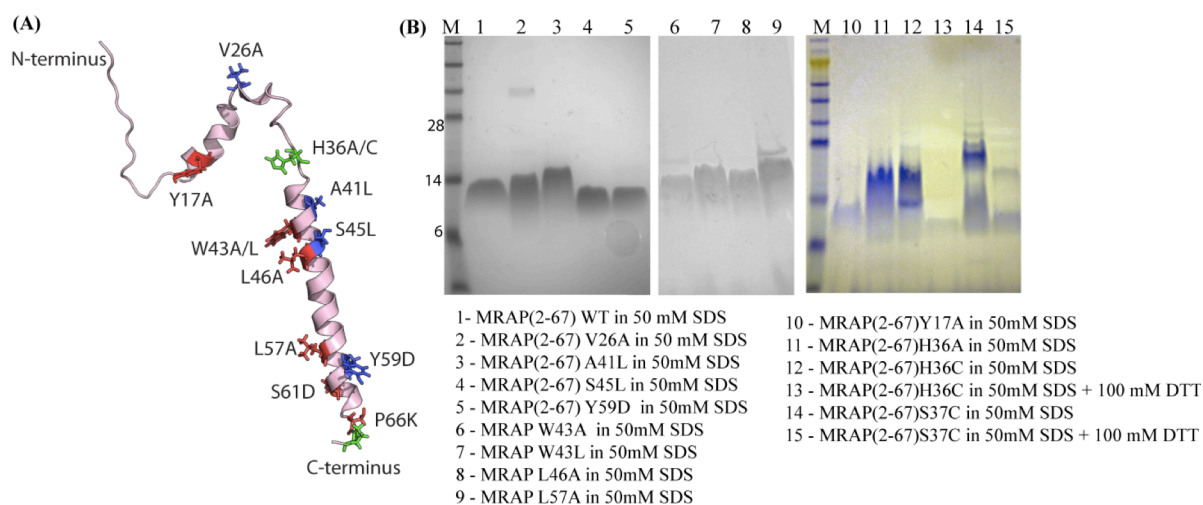 (A)
N-terminus
V26A
Y17A
H36A/C
A41L
S45L
W43A/L
L46A
L57A
Y59D
S61D
P66K
C-terminus
(B) M 1 2 3 4 5 6 7 8 9 M 10 11 12 13 14 15
28
14
6
1- MRAP(2-67) WT in 50 mM SDS
2 - MRAP(2-67) V26A in 50 mM SDS
3 - MRAP(2-67) A41L in 50mM SDS
4 - MRAP(2-67) S45L in 50mM SDS
5 - MRAP(2-67) Y59D in 50mM SDS
6 - MRAP W43A in 50mM SDS
7 - MRAP W43L in 50mM SDS
8 - MRAP L46A in 50mM SDS
9 - MRAP L57A in 50mM SDS
10 - MRAP(2-67)Y17A in 50mM SDS
11 - MRAP(2-67)H36A in 50mM SDS
12 - MRAP(2-67)H36C in 50mM SDS
13 - MRAP(2-67)H36C in 50mM SDS + 100 mM DTT
14 - MRAP(2-67)S37C in 50mM SDS
15 - MRAP(2-67)S37C in 50mM SDS + 100 mM DTT